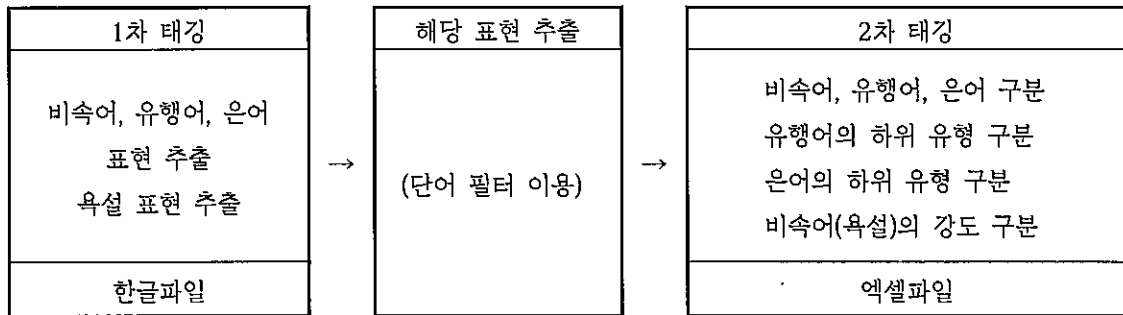 1차 태깅
비속어, 유행어, 은어
표현 추출
욕설 표현 추출
한글파일
→
해당 표현 추출
(단어 필터 이용)
→
2차 태깅
비속어, 유행어, 은어 구분
유행어의 하위 유형 구분
은어의 하위 유형 구분
비속어(욕설)의 강도 구분
엑셀파일